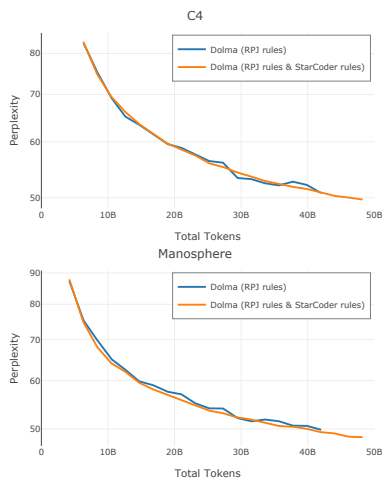 C4
80
70
60
50
Perplexity
Dolma (RPJ rules)
Dolma (RPJ rules & StarCoder rules)
0 10B 20B 30B 40B 50B
Total Tokens
Manosphere
90
80
70
60
50
Perplexity
Dolma (RPJ rules)
Dolma (RPJ rules & StarCoder rules)
0 10B 20B 30B 40B 50B
Total Tokens